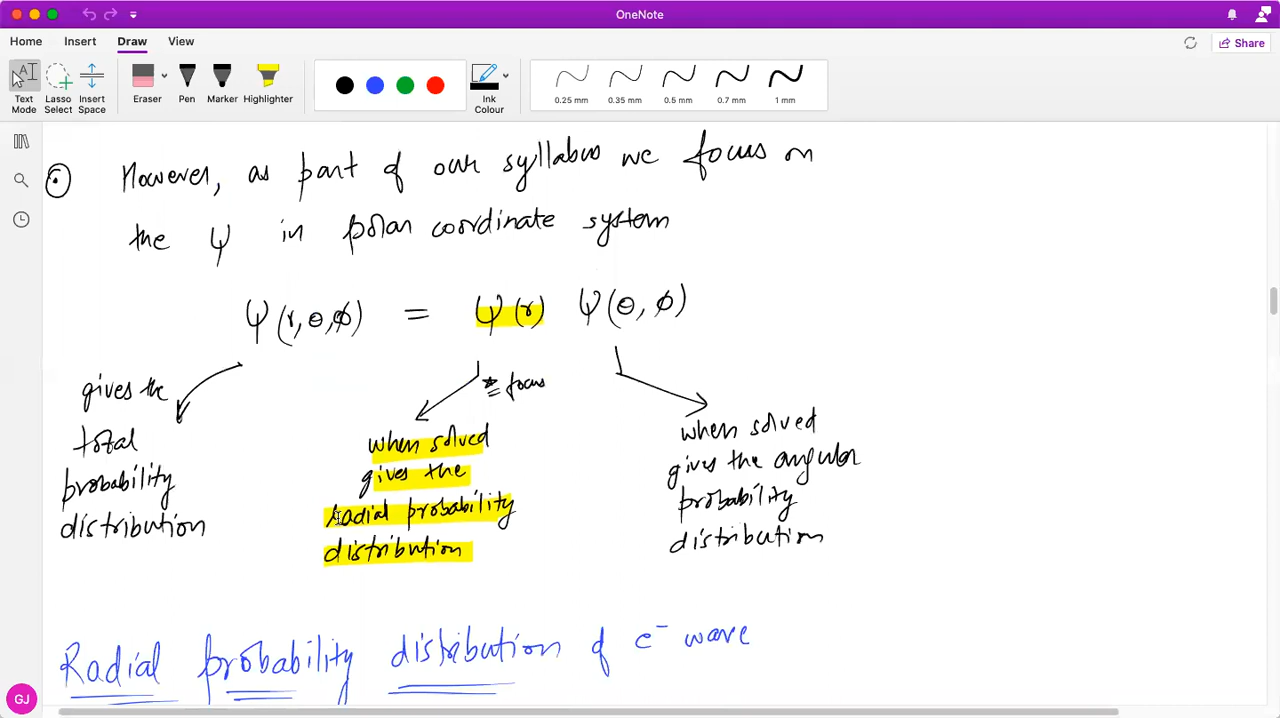 OneNote
Home Insert Draw View
Share
Text Mode
Lasso Select
Insert Space
Eraser
Pen
Marker
Highlighter
Ink Colour
0.25 mm
0.35 mm
0.5 mm
0.7 mm
1 mm
However, as part of our syllabus we focus on
the ψ in polar coordinate system
ψ(r,θ,ϕ) = ψ(r) ψ(θ,ϕ)
gives the
total
probability
distribution
* focus
when solved
gives the
radial probability
distribution
when solved
gives the angular
probability
distribution
Radial probability distribution of e⁻ wave
GJ